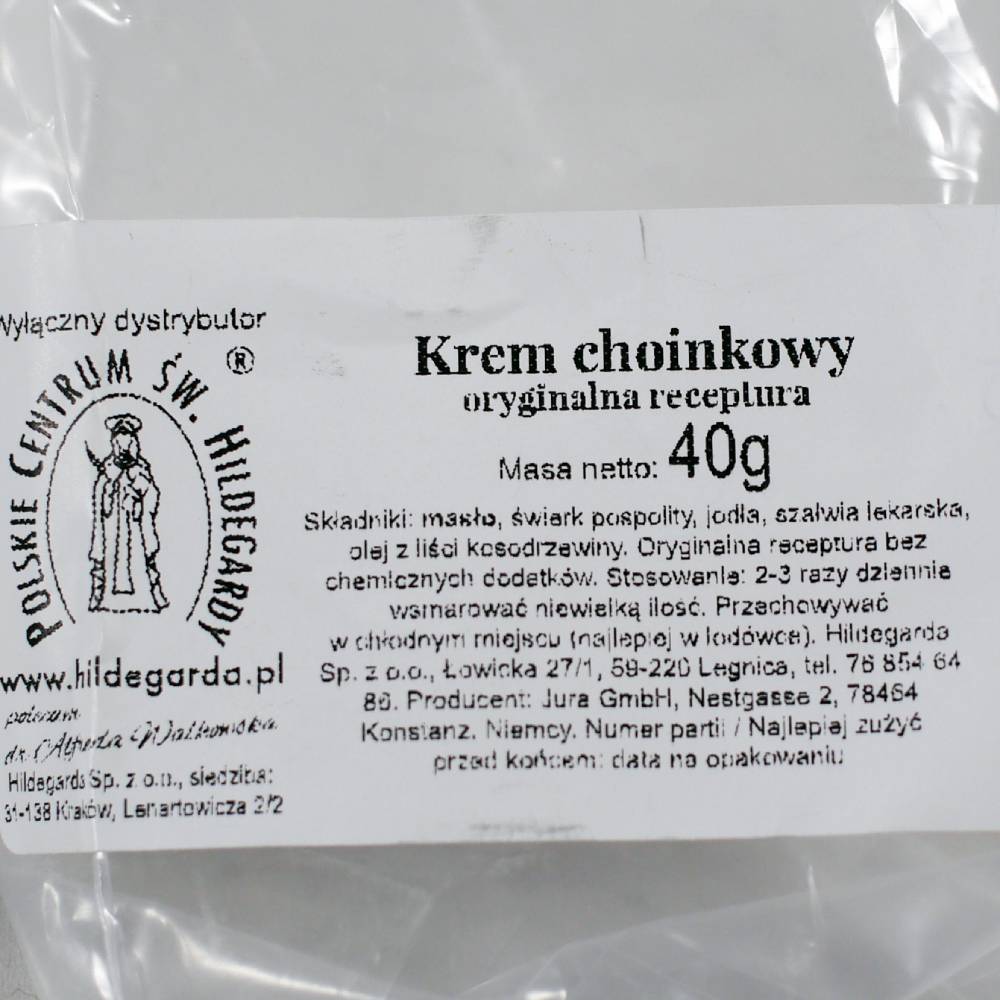 Wyłączny dystrybutor
POLSKIE CENTRUM ŚW. HILDEGARDY ®
www.hildegarda.pl
polecam
dr. Alfreda Walkowska
Hildegarda Sp. z o.o., siedziba:
31-138 Kraków, Lenartowicza 2/2
Krem choinkowy
oryginalna receptura
Masa netto: 40g
Składniki: masło, świerk pospolity, jodła, szałwia lekarska,
olej z liści kosodrzewiny. Oryginalna receptura bez
chemicznych dodatków. Stosowanie: 2-3 razy dziennie
wsmarować niewielką ilość. Przechowywać
w chłodnym miejscu (najlepiej w lodówce). Hildegarda
Sp. z o.o., Łowicka 27/1, 59-220 Legnica, tel. 76 854 64
86. Producent: Jura GmbH, Nestgasse 2, 78464
Konstanz, Niemcy. Numer partii / Najlepiej zużyć
przed końcem: data na opakowaniu